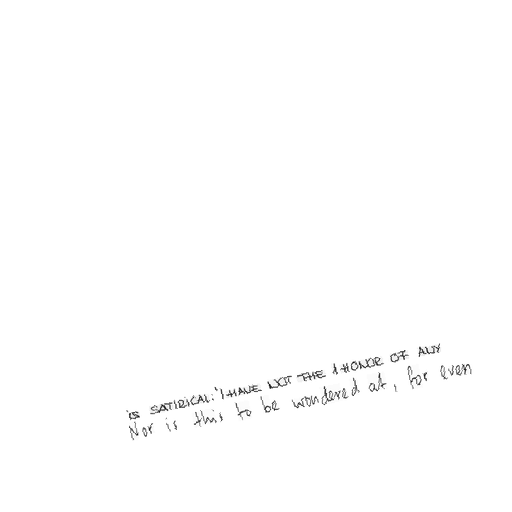 is SATIRICAL: "I HAVE NOT THE HONOR OF ANY
Nor is this to be wondered at, for even